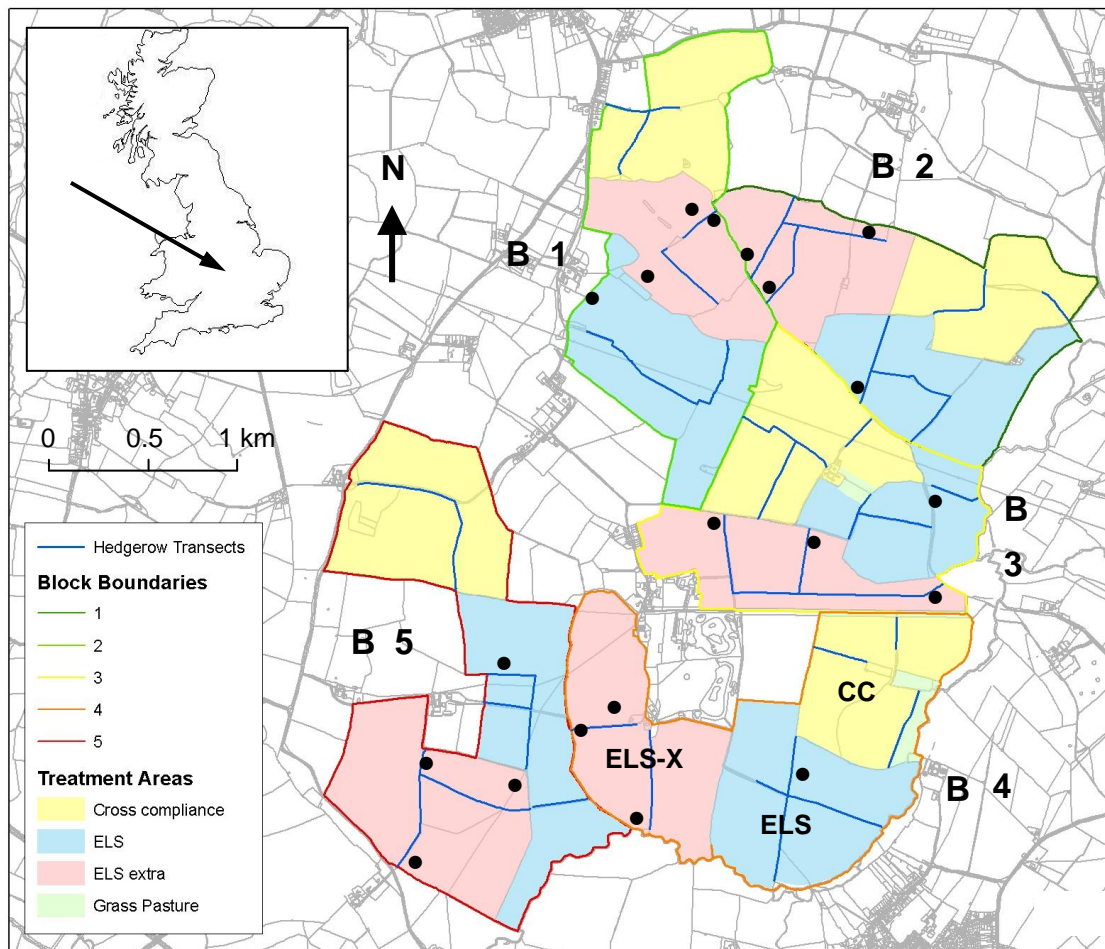 B 2
N
B 1
0 0.5 1 km
B
3
Hedgerow Transects
Block Boundaries
1
2
3
4
5
Treatment Areas
Cross compliance
ELS
ELS extra
Grass Pasture
B 5
CC
ELS-X
B 4
ELS